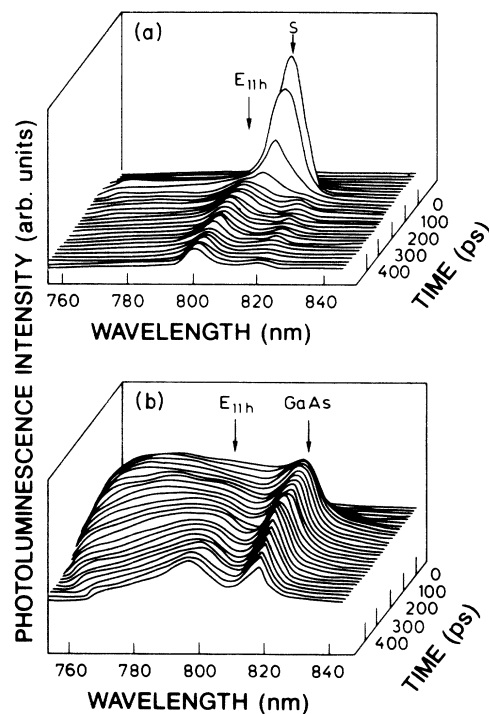 (a)
S
E11h
0
100
200
300
400
TIME (ps)
760 780 800 820 840
WAVELENGTH (nm)
PHOTOLUMINESCENCE INTENSITY (arb. units)
(b)
E11h GaAs
0
100
200
300
400
TIME (ps)
760 780 800 820 840
WAVELENGTH (nm)